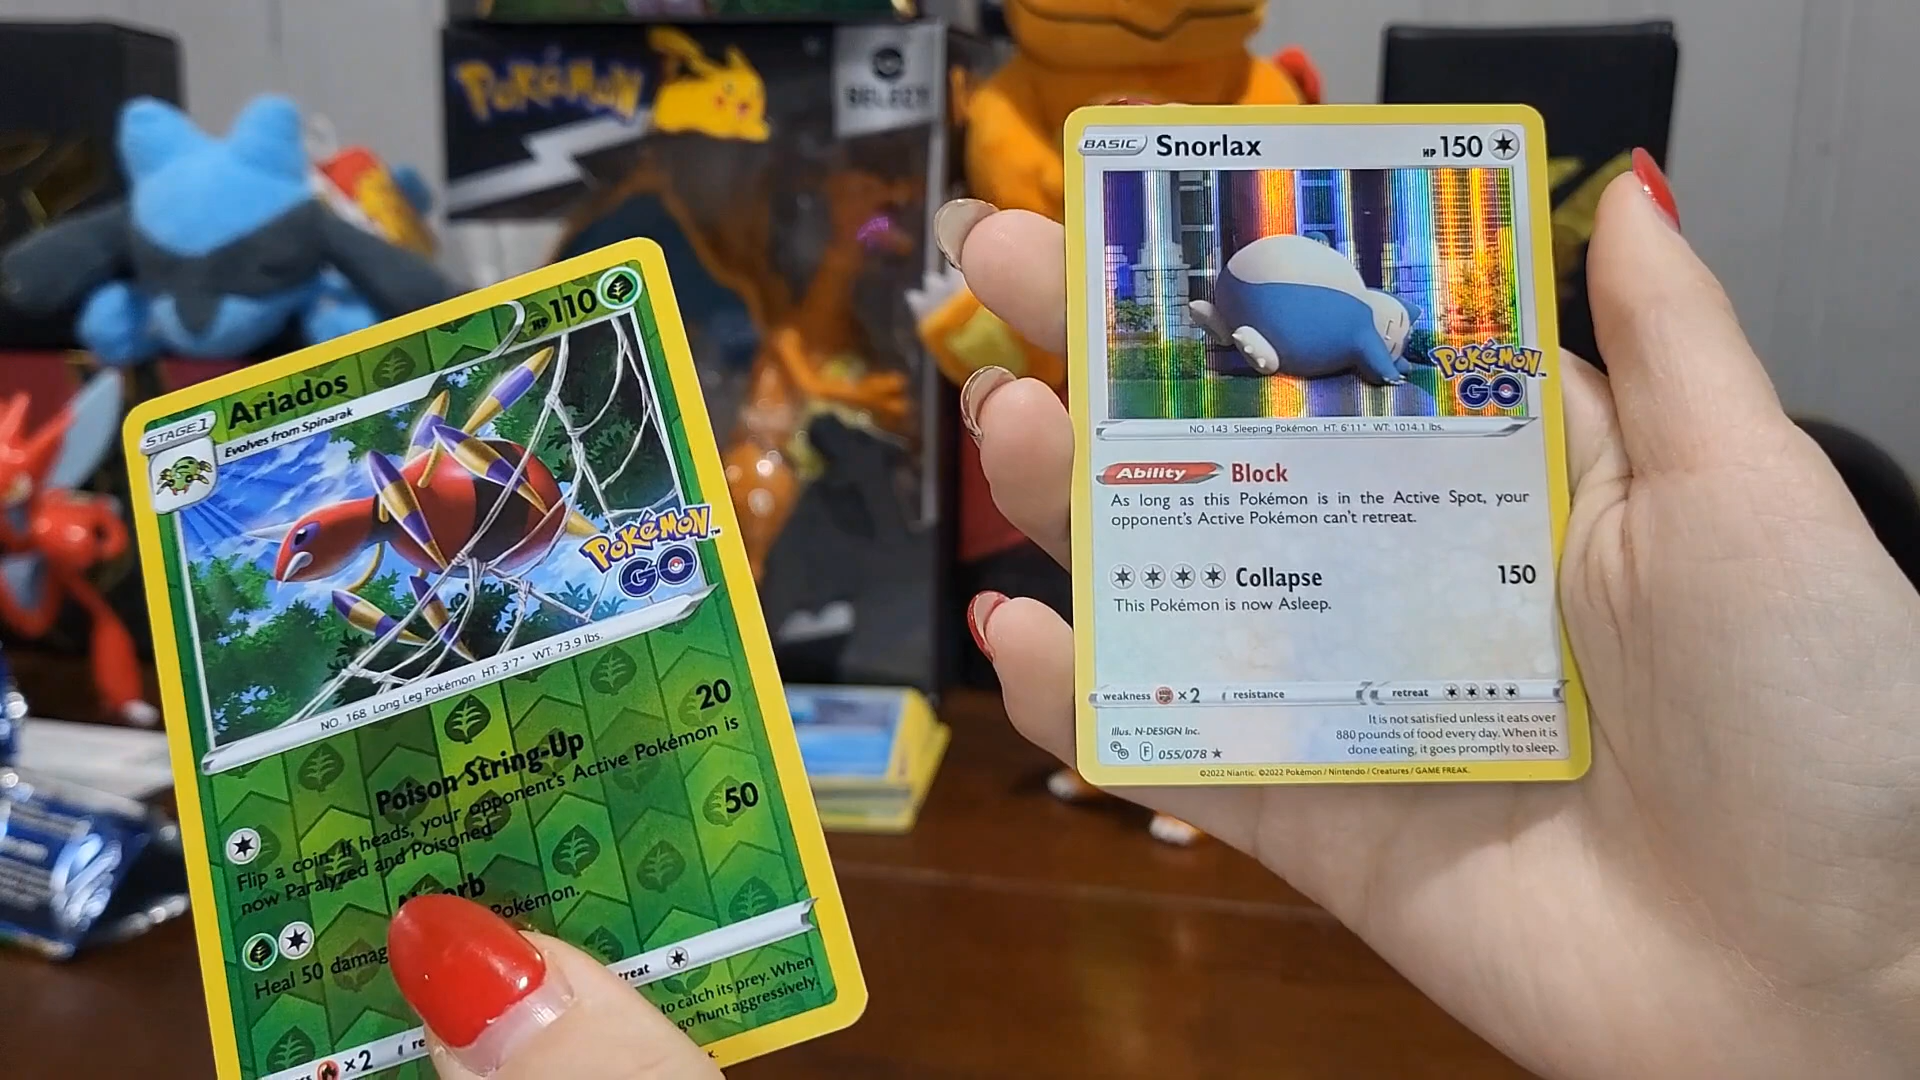 POKÉMON
SELECT
STAGE 1
Ariados
HP 110
Evolves from Spinarak
POKÉMON
GO
NO. 168 Long Leg Pokémon HT: 3'7" WT: 73.9 lbs.
Poison String-Up 20
Flip a coin. If heads, your opponent's Active Pokémon is
now Paralyzed and Poisoned.
50
Heal 50 damage
Pokémon.
×2
to catch its prey. When
go hunt aggressively.
BASIC Snorlax HP 150
POKÉMON
GO
NO. 143 Sleeping Pokémon HT: 6'11" WT: 1014.1 lbs.
Ability Block
As long as this Pokémon is in the Active Spot, your
opponent's Active Pokémon can't retreat.
Collapse 150
This Pokémon is now Asleep.
weakness ×2 resistance retreat
Illus. N-DESIGN Inc.
F 055/078 ★
It is not satisfied unless it eats over
880 pounds of food every day. When it is
done eating, it goes promptly to sleep.
©2022 Niantic. ©2022 Pokémon / Nintendo / Creatures / GAME FREAK.